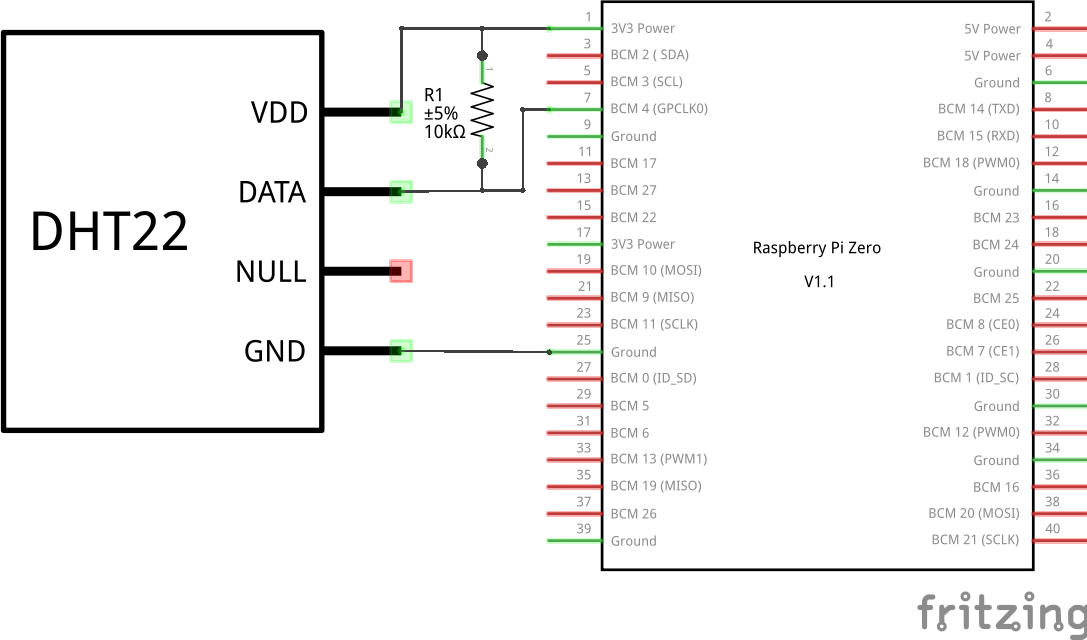 DHT22
VDD
DATA
NULL
GND
R1
±5%
10kΩ
1
2
Raspberry Pi Zero
V1.1
1 3V3 Power
3 BCM 2 ( SDA)
5 BCM 3 (SCL)
7 BCM 4 (GPCLK0)
9 Ground
11 BCM 17
13 BCM 27
15 BCM 22
17 3V3 Power
19 BCM 10 (MOSI)
21 BCM 9 (MISO)
23 BCM 11 (SCLK)
25 Ground
27 BCM 0 (ID_SD)
29 BCM 5
31 BCM 6
33 BCM 13 (PWM1)
35 BCM 19 (MISO)
37 BCM 26
39 Ground
5V Power 2
5V Power 4
Ground 6
BCM 14 (TXD) 8
BCM 15 (RXD) 10
BCM 18 (PWM0) 12
Ground 14
BCM 23 16
BCM 24 18
Ground 20
BCM 25 22
BCM 8 (CE0) 24
BCM 7 (CE1) 26
BCM 1 (ID_SC) 28
Ground 30
BCM 12 (PWM0) 32
Ground 34
BCM 16 36
BCM 20 (MOSI) 38
BCM 21 (SCLK) 40
fritzing